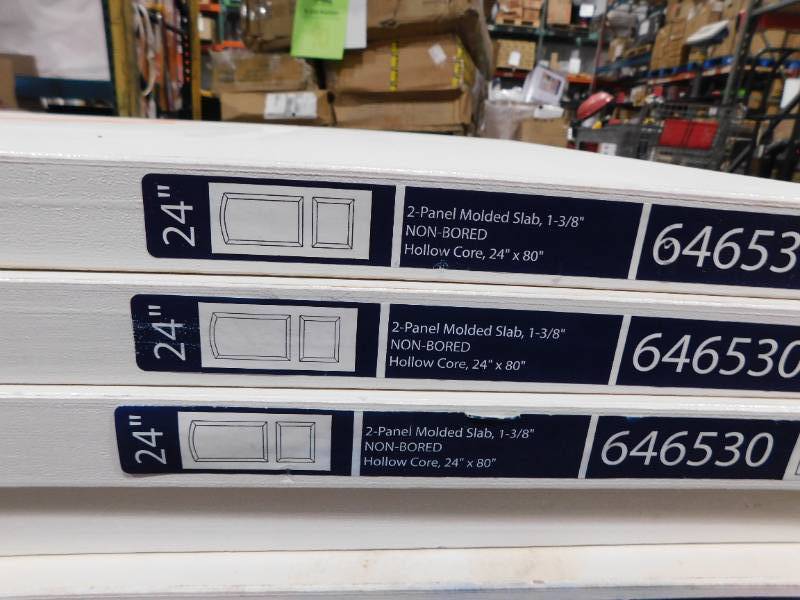 24"
2-Panel Molded Slab, 1-3/8"
NON-BORED
Hollow Core, 24" x 80"
64653
24"
2-Panel Molded Slab, 1-3/8"
NON-BORED
Hollow Core, 24" x 80"
646530
24"
2-Panel Molded Slab, 1-3/8"
NON-BORED
Hollow Core, 24" x 80"
646530